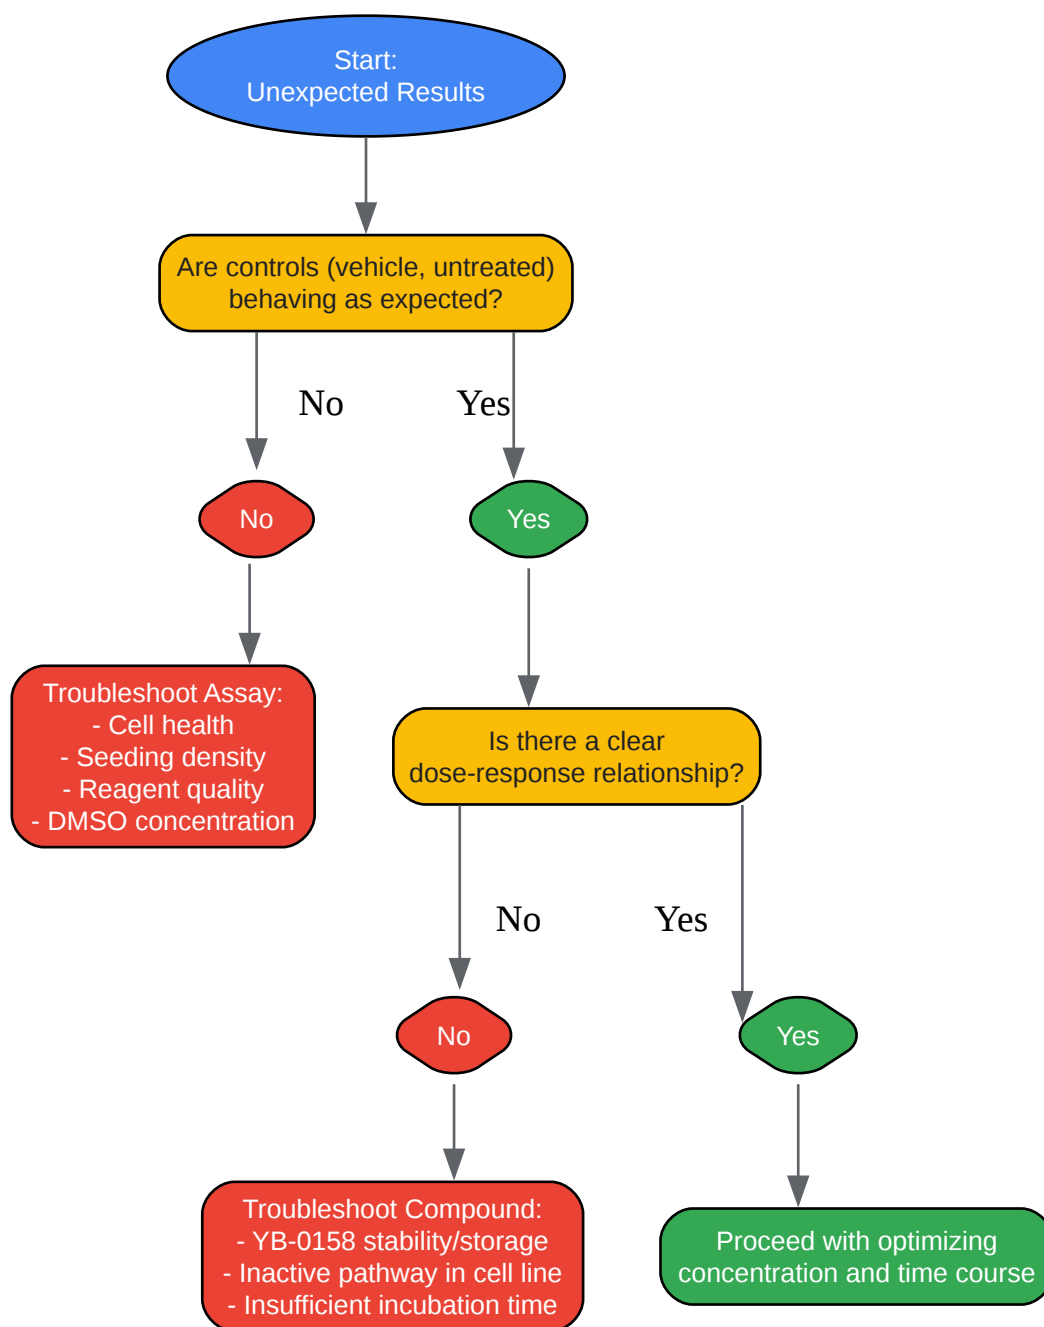 Start:
Unexpected Results
Are controls (vehicle, untreated)
behaving as expected?
No
Yes
No
Yes
Troubleshoot Assay:
- Cell health
- Seeding density
- Reagent quality
- DMSO concentration
Is there a clear
dose-response relationship?
No
Yes
No
Yes
Troubleshoot Compound:
- YB-0158 stability/storage
- Inactive pathway in cell line
- Insufficient incubation time
Proceed with optimizing
concentration and time course